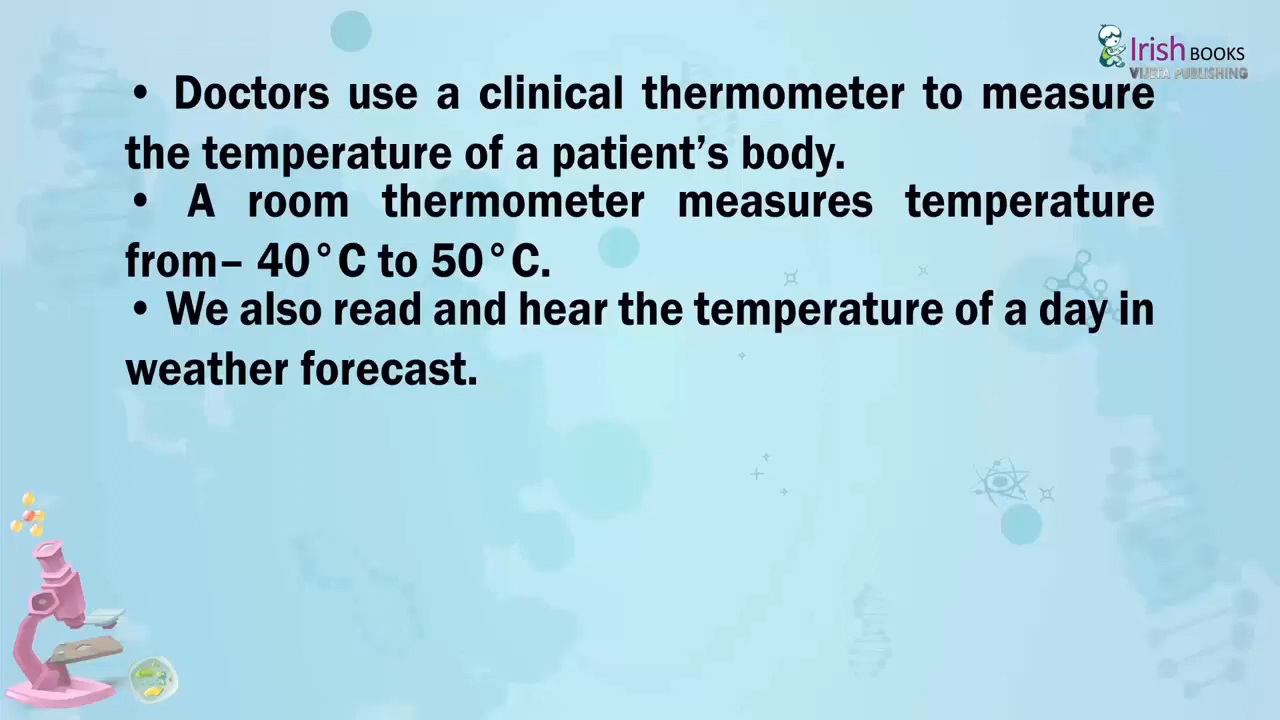 Irish BOOKS
VIJETA PUBLISHING
• Doctors use a clinical thermometer to measure
the temperature of a patient’s body.
• A room thermometer measures temperature
from– 40°C to 50°C.
• We also read and hear the temperature of a day in
weather forecast.